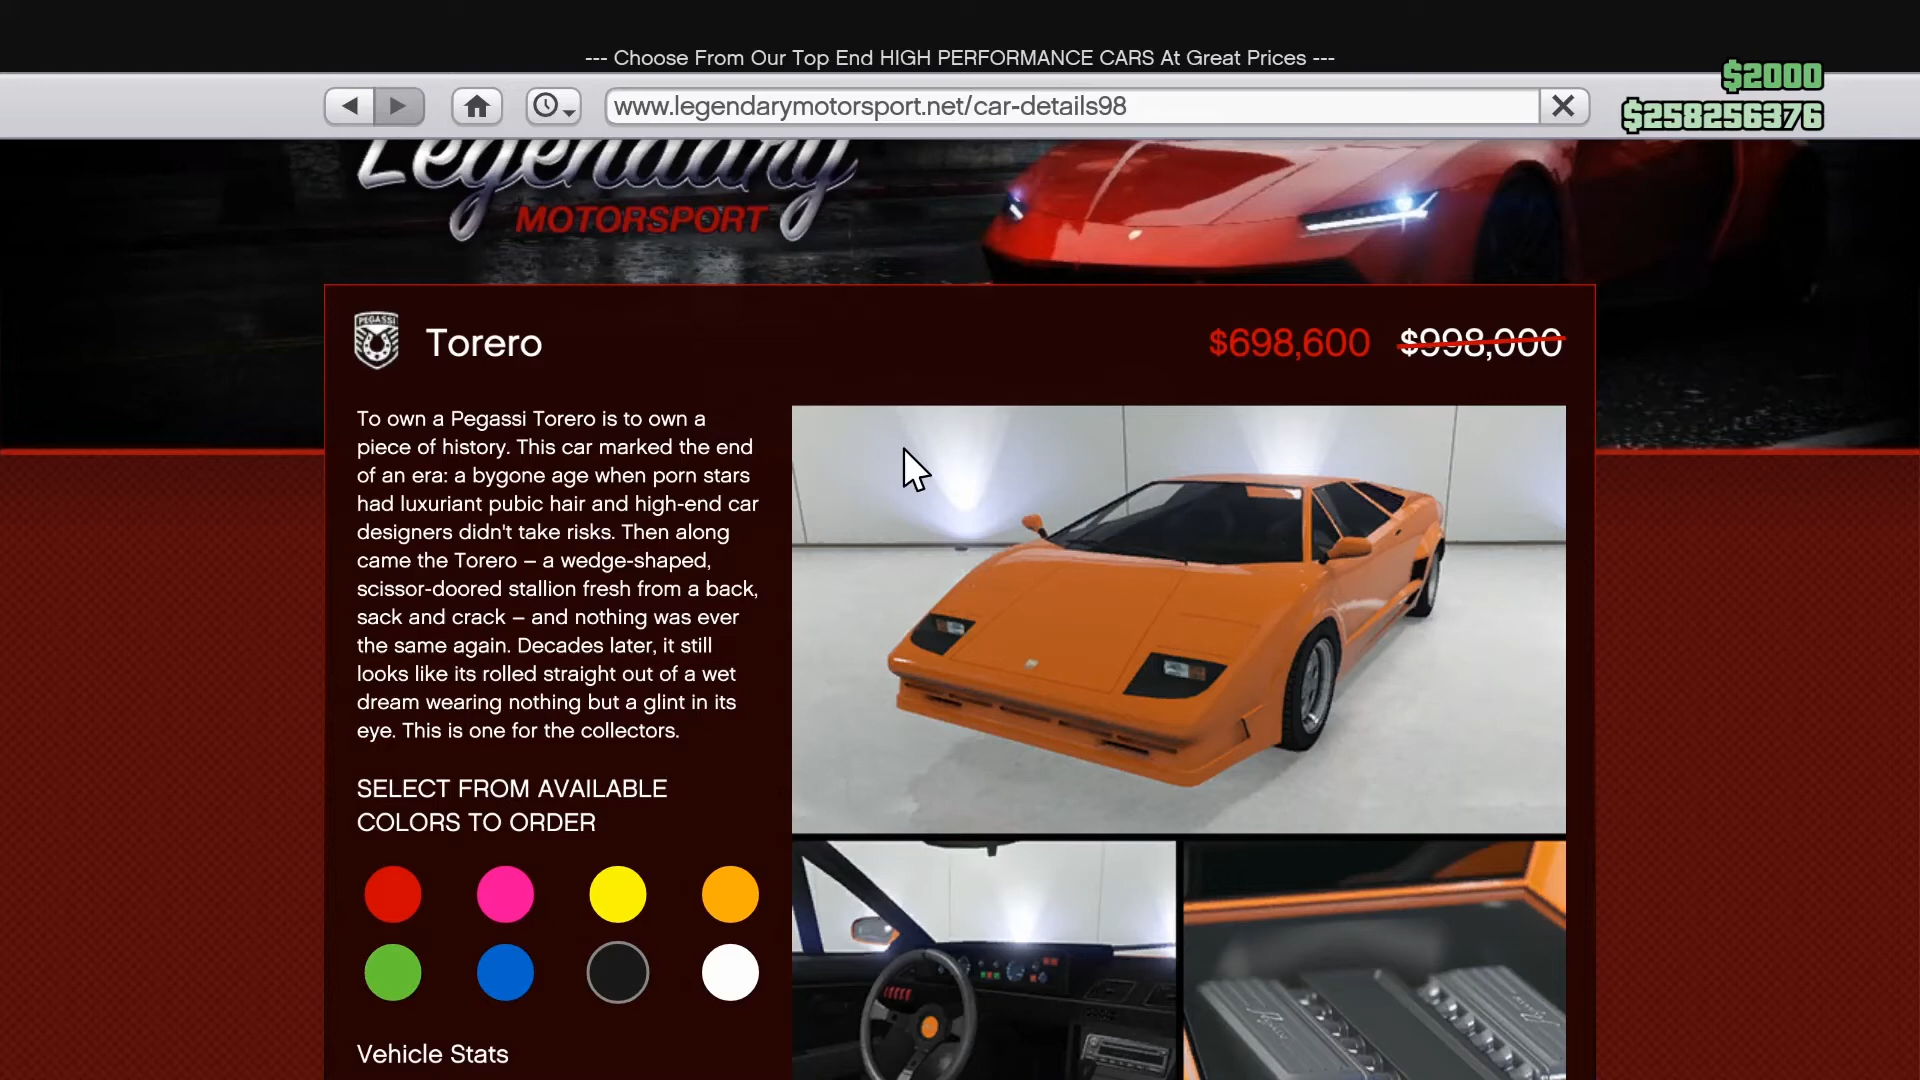 --- Choose From Our Top End HIGH PERFORMANCE CARS At Great Prices ---
$2000
www.legendarymotorsport.net/car-details98
$258256376
Legendary
MOTORSPORT
PEGASSI
Torero
$698,600 $998,000
To own a Pegassi Torero is to own a
piece of history. This car marked the end
of an era: a bygone age when porn stars
had luxuriant pubic hair and high-end car
designers didn't take risks. Then along
came the Torero – a wedge-shaped,
scissor-doored stallion fresh from a back,
sack and crack – and nothing was ever
the same again. Decades later, it still
looks like its rolled straight out of a wet
dream wearing nothing but a glint in its
eye. This is one for the collectors.
SELECT FROM AVAILABLE
COLORS TO ORDER
Vehicle Stats